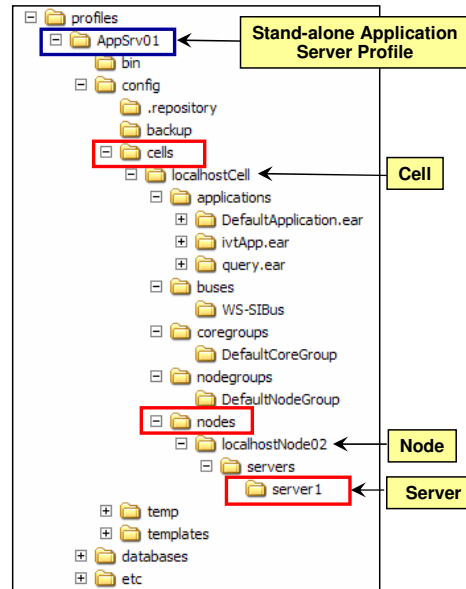 profiles
AppSrv01
Stand-alone Application
Server Profile
bin
config
.repository
backup
cells
localhostCell
Cell
applications
DefaultApplication.ear
ivtApp.ear
query.ear
buses
WS-SIBus
coregroups
DefaultCoreGroup
nodegroups
DefaultNodeGroup
nodes
localhostNode02
Node
servers
server1
Server
temp
templates
databases
etc